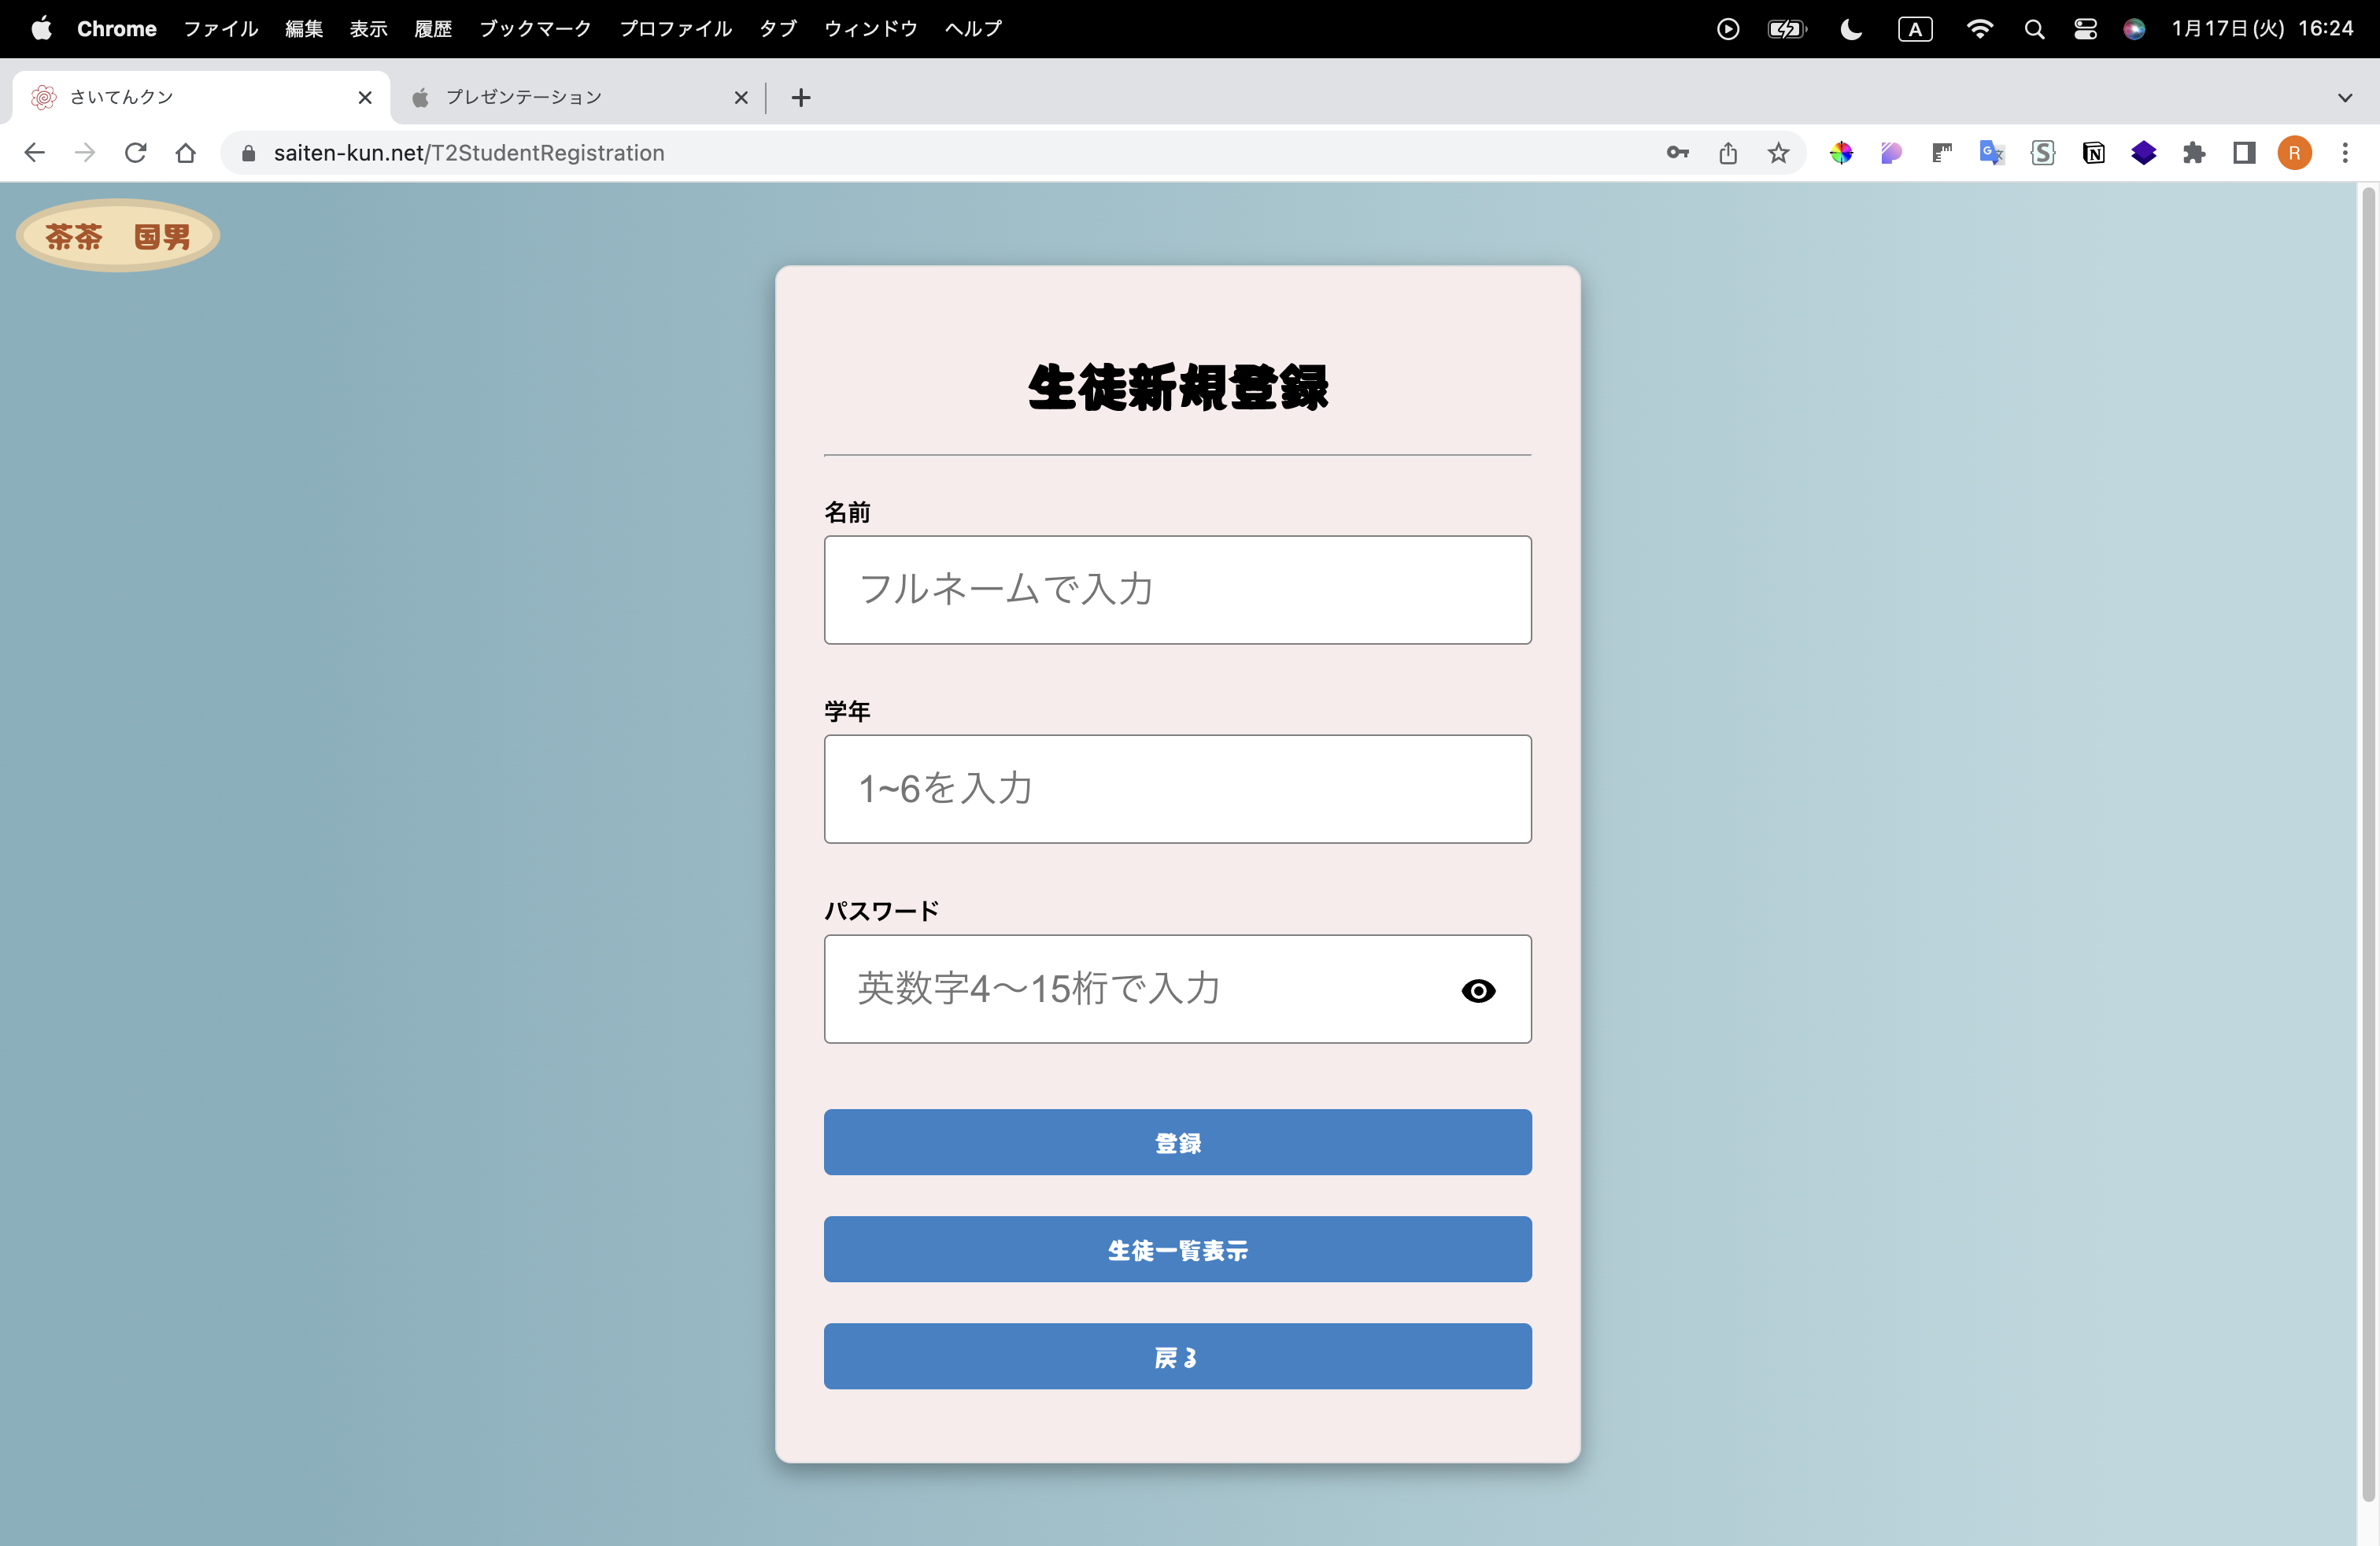 Chrome ファイル 編集 表示 履歴 ブックマーク プロファイル タブ ウィンドウ ヘルプ A 1月17日(火) 16:24
さいてんクン プレゼンテーション
saiten-kun.net/T2StudentRegistration R
茶茶　国男
生徒新規登録
名前
フルネームで入力
学年
1~6を入力
パスワード
英数字4〜15桁で入力
登録
生徒一覧表示
戻る